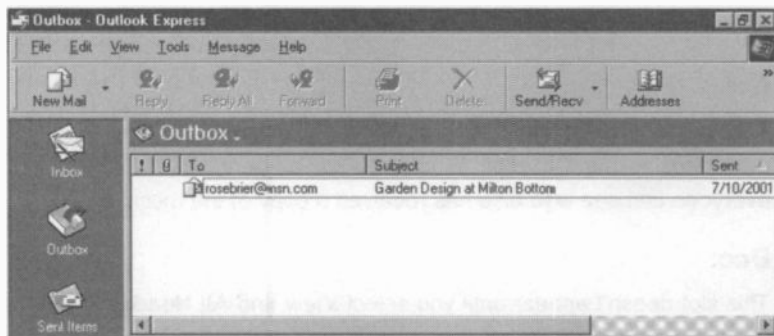 Outbox - Outlook Express
File Edit View Tools Message Help
New Mail Reply Reply All Forward Print Delete Send/Recv Addresses »
Inbox
Outbox
! To Subject Sent
rosebrier@msn.com Garden Design at Milton Bottom 7/10/2001
Outbox
Sent Items